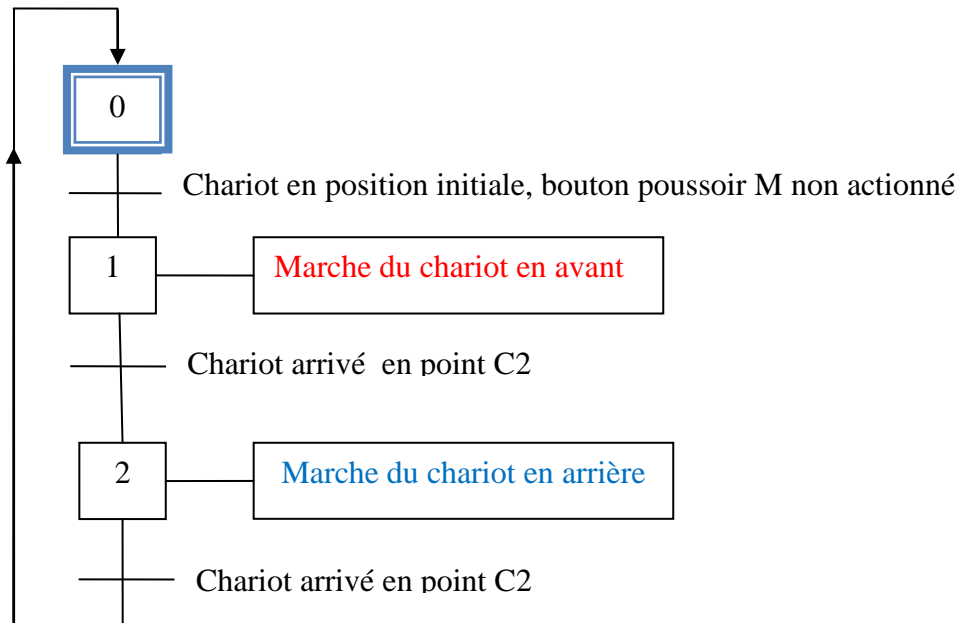 0
Chariot en position initiale, bouton poussoir M non actionné
1
Marche du chariot en avant
Chariot arrivé en point C2
2
Marche du chariot en arrière
Chariot arrivé en point C2